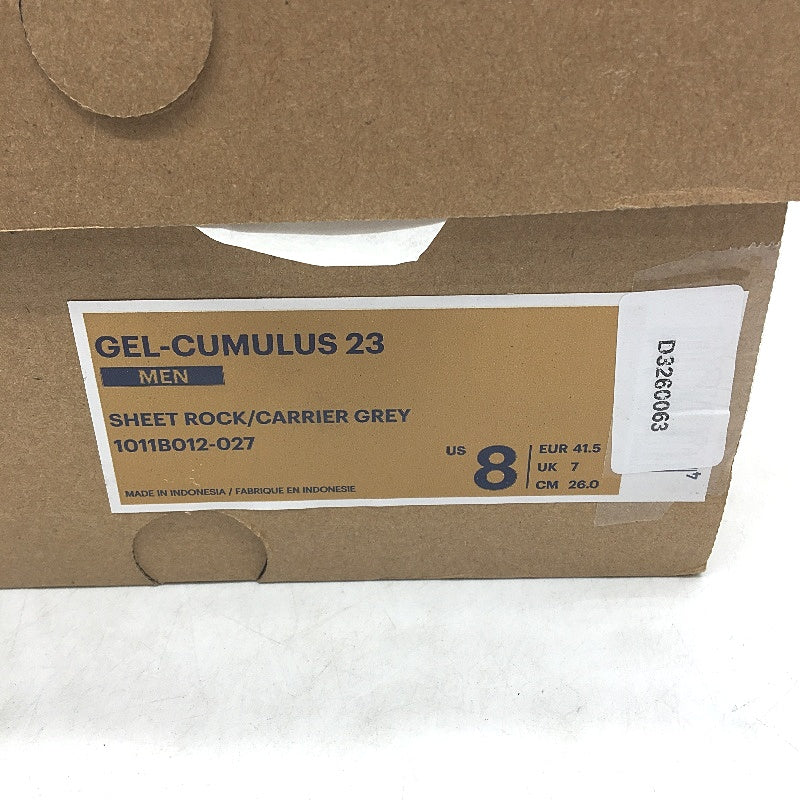 GEL-CUMULUS 23
MEN
SHEET ROCK/CARRIER GREY
1011B012-027
MADE IN INDONESIA / FABRIQUE EN INDONESIE
US 8
EUR 41.5
UK 7
CM 26.0
D3260063